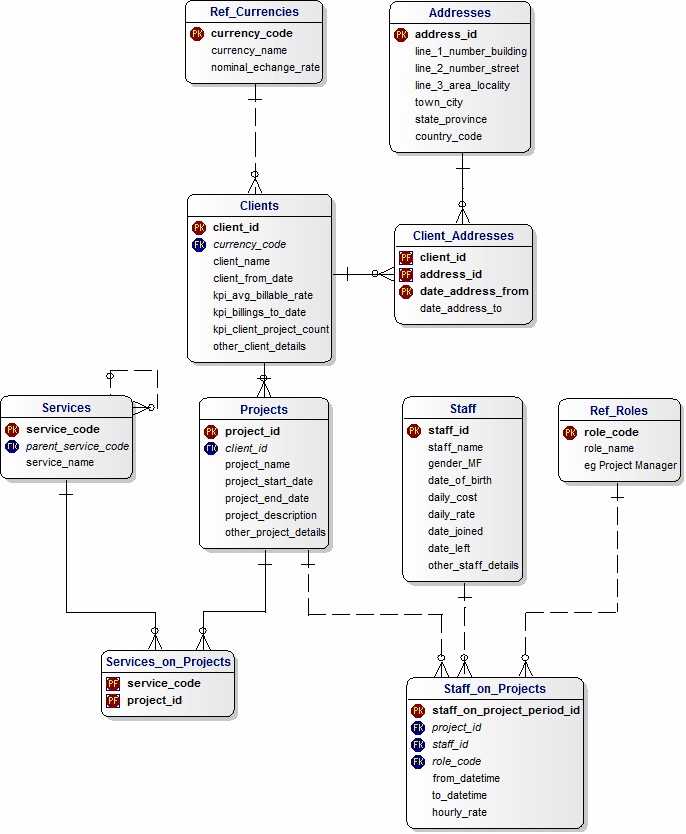 Ref_Currencies
PK currency_code
currency_name
nominal_echange_rate
Addresses
PK address_id
line_1_number_building
line_2_number_street
line_3_area_locality
town_city
state_province
country_code
Clients
PK client_id
FK currency_code
client_name
client_from_date
kpi_avg_billable_rate
kpi_billings_to_date
kpi_client_project_count
other_client_details
Client_Addresses
PF client_id
PF address_id
PK date_address_from
date_address_to
Services
PK service_code
FK parent_service_code
service_name
Projects
PK project_id
FK client_id
project_name
project_start_date
project_end_date
project_description
other_project_details
Staff
PK staff_id
staff_name
gender_MF
date_of_birth
daily_cost
daily_rate
date_joined
date_left
other_staff_details
Ref_Roles
PK role_code
role_name
eg Project Manager
Services_on_Projects
PF service_code
PF project_id
Staff_on_Projects
PK staff_on_project_period_id
FK project_id
FK staff_id
FK role_code
from_datetime
to_datetime
hourly_rate